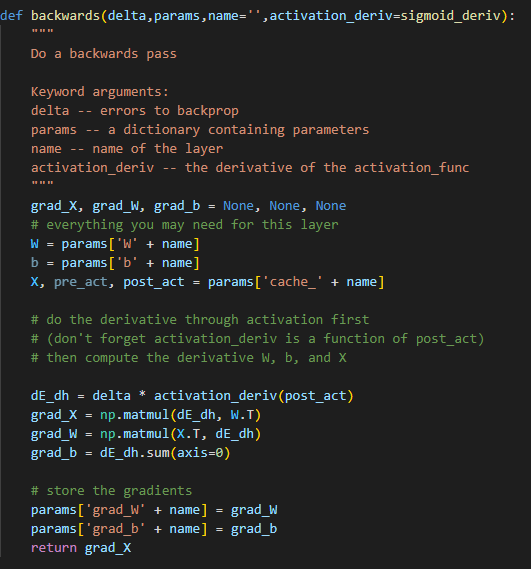 def backwards(delta,params,name='',activation_deriv=sigmoid_deriv):
    """
    Do a backwards pass

    Keyword arguments:
    delta -- errors to backprop
    params -- a dictionary containing parameters
    name -- name of the layer
    activation_deriv -- the derivative of the activation_func
    """
    grad_X, grad_W, grad_b = None, None, None
    # everything you may need for this layer
    W = params['W' + name]
    b = params['b' + name]
    X, pre_act, post_act = params['cache_' + name]

    # do the derivative through activation first
    # (don't forget activation_deriv is a function of post_act)
    # then compute the derivative W, b, and X

    dE_dh = delta * activation_deriv(post_act)
    grad_X = np.matmul(dE_dh, W.T)
    grad_W = np.matmul(X.T, dE_dh)
    grad_b = dE_dh.sum(axis=0)

    # store the gradients
    params['grad_W' + name] = grad_W
    params['grad_b' + name] = grad_b
    return grad_X